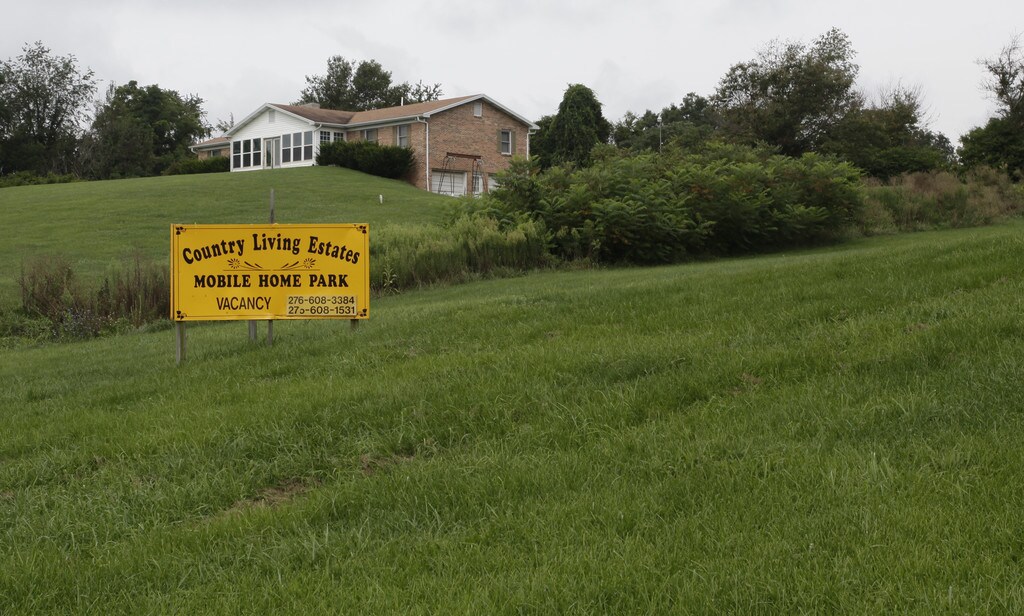 Country Living Estates
MOBILE HOME PARK
VACANCY 276-608-3384
276-608-1531